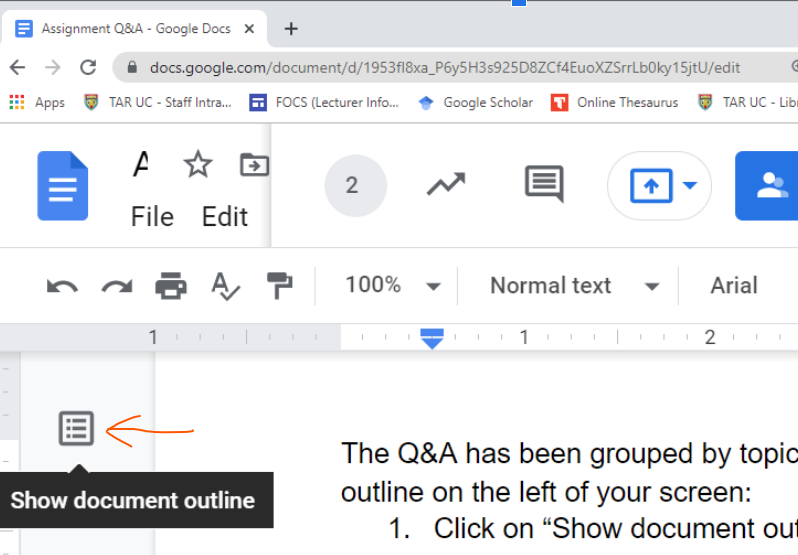 Assignment Q&A - Google Docs
docs.google.com/document/d/1953fl8xa_P6y5H3s925D8ZCf4EuoXZSrrLb0ky15jtU/edit
Apps TAR UC - Staff Intra... FOCS (Lecturer Info... Google Scholar Online Thesaurus TAR UC - Libr
A
2
File Edit
100% Normal text Arial
1 1 2
The Q&A has been grouped by topic
outline on the left of your screen:
Show document outline
1. Click on “Show document out